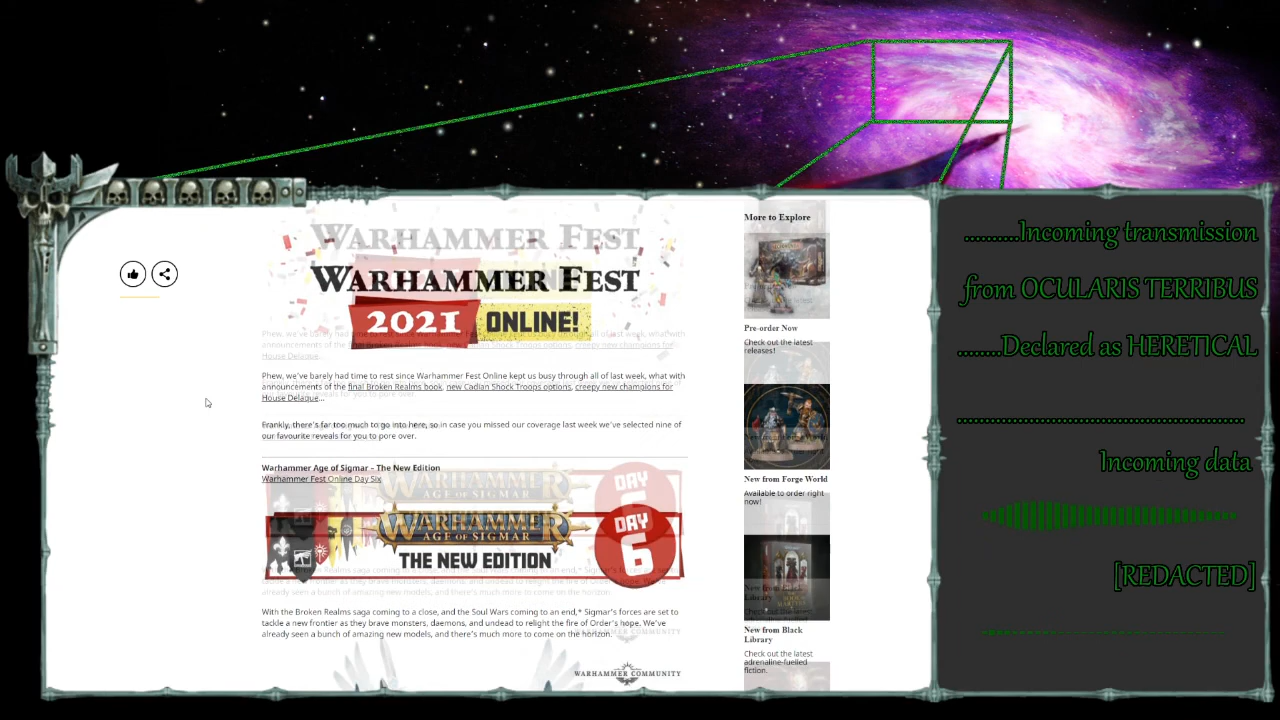 WARHAMMER FEST
2021 ONLINE!
Phew, we've barely had time to rest since Warhammer Fest Online kept us busy through all of last week, what with
announcements of the final Broken Realms book, new Cadian Shock Troops options, creepy new champions for
House Delaque...
Frankly, there's far too much to go into here, so in case you missed our coverage last week we've selected nine of
our favourite reveals for you to pore over.
Warhammer Age of Sigmar – The New Edition
Warhammer Fest Online Day Six
WARHAMMER
AGE OF SIGMAR
THE NEW EDITION
DAY
6
With the Broken Realms saga coming to a close, and the Soul Wars coming to an end,* Sigmar's forces are set to
tackle a new frontier as they brave monsters, daemons, and undead to relight the fire of Order's hope. We've
already seen a bunch of amazing new models, and there's much more to come on the horizon.
WARHAMMER COMMUNITY
More to Explore
Pre-order Now
Check out the latest
releases!
New from Forge World
Available to order right
now!
New from Black
Library
Check out the latest
adrenaline-fuelled
fiction.
..........Incoming transmission
from OCULARIS TERRIBUS
........Declared as HERETICAL
Incoming data
[REDACTED]